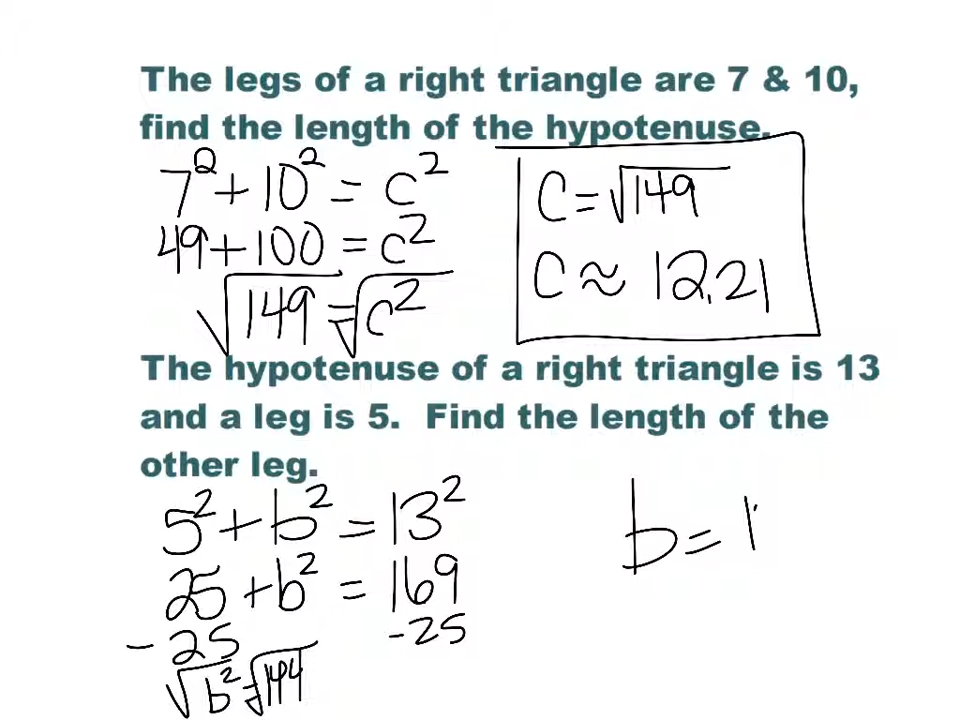 The legs of a right triangle are 7 & 10,
find the length of the hypotenuse.
7² + 10² = c²
49 + 100 = c²
√149 = √c²
C = √149
C ≈ 12.21
The hypotenuse of a right triangle is 13
and a leg is 5. Find the length of the
other leg.
5² + b² = 13²
25 + b² = 169
-25 -25
√b² = √144
b = 1